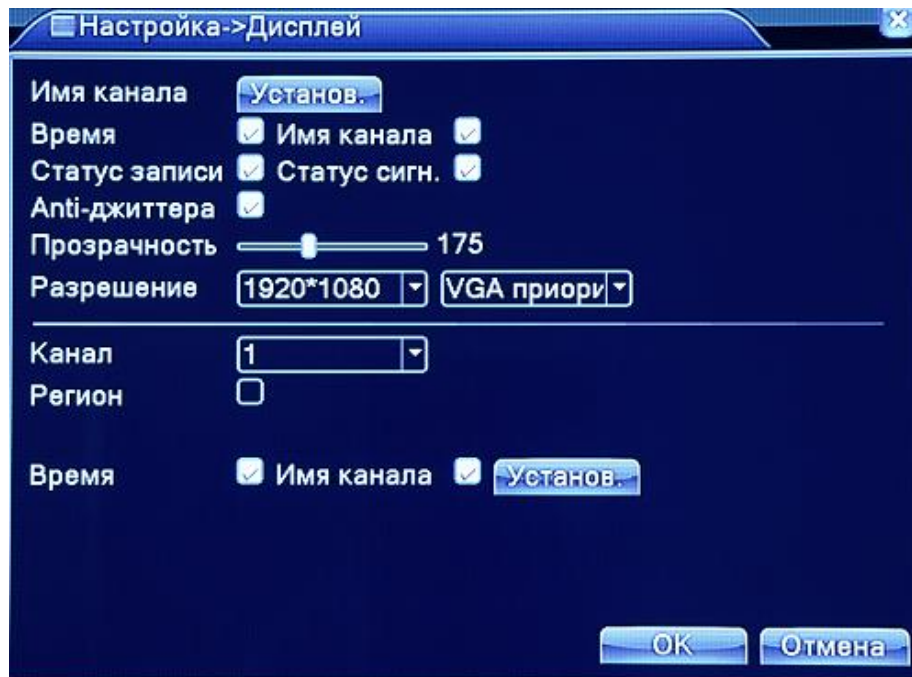 Настройка->Дисплей
Имя канала Установ.
Время Имя канала
Статус записи Статус сигн.
Anti-джиттера
Прозрачность 175
Разрешение 1920*1080 VGA приори
Канал 1
Регион
Время Имя канала Установ.
OK Отмена